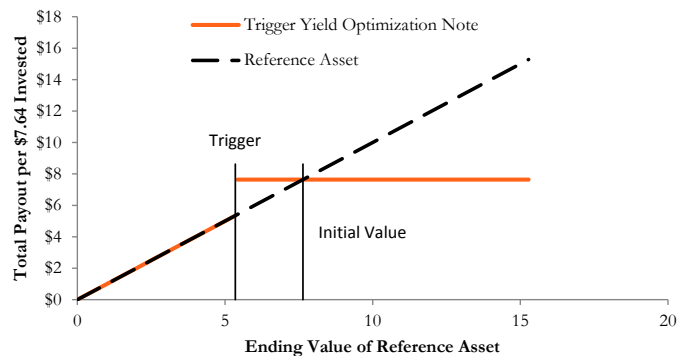 Total Payout per $7.64 Invested
$18
$16
$14
$12
$10
$8
$6
$4
$2
$0
Trigger Yield Optimization Note
Reference Asset
Trigger
Initial Value
0
5
10
15
20
Ending Value of Reference Asset